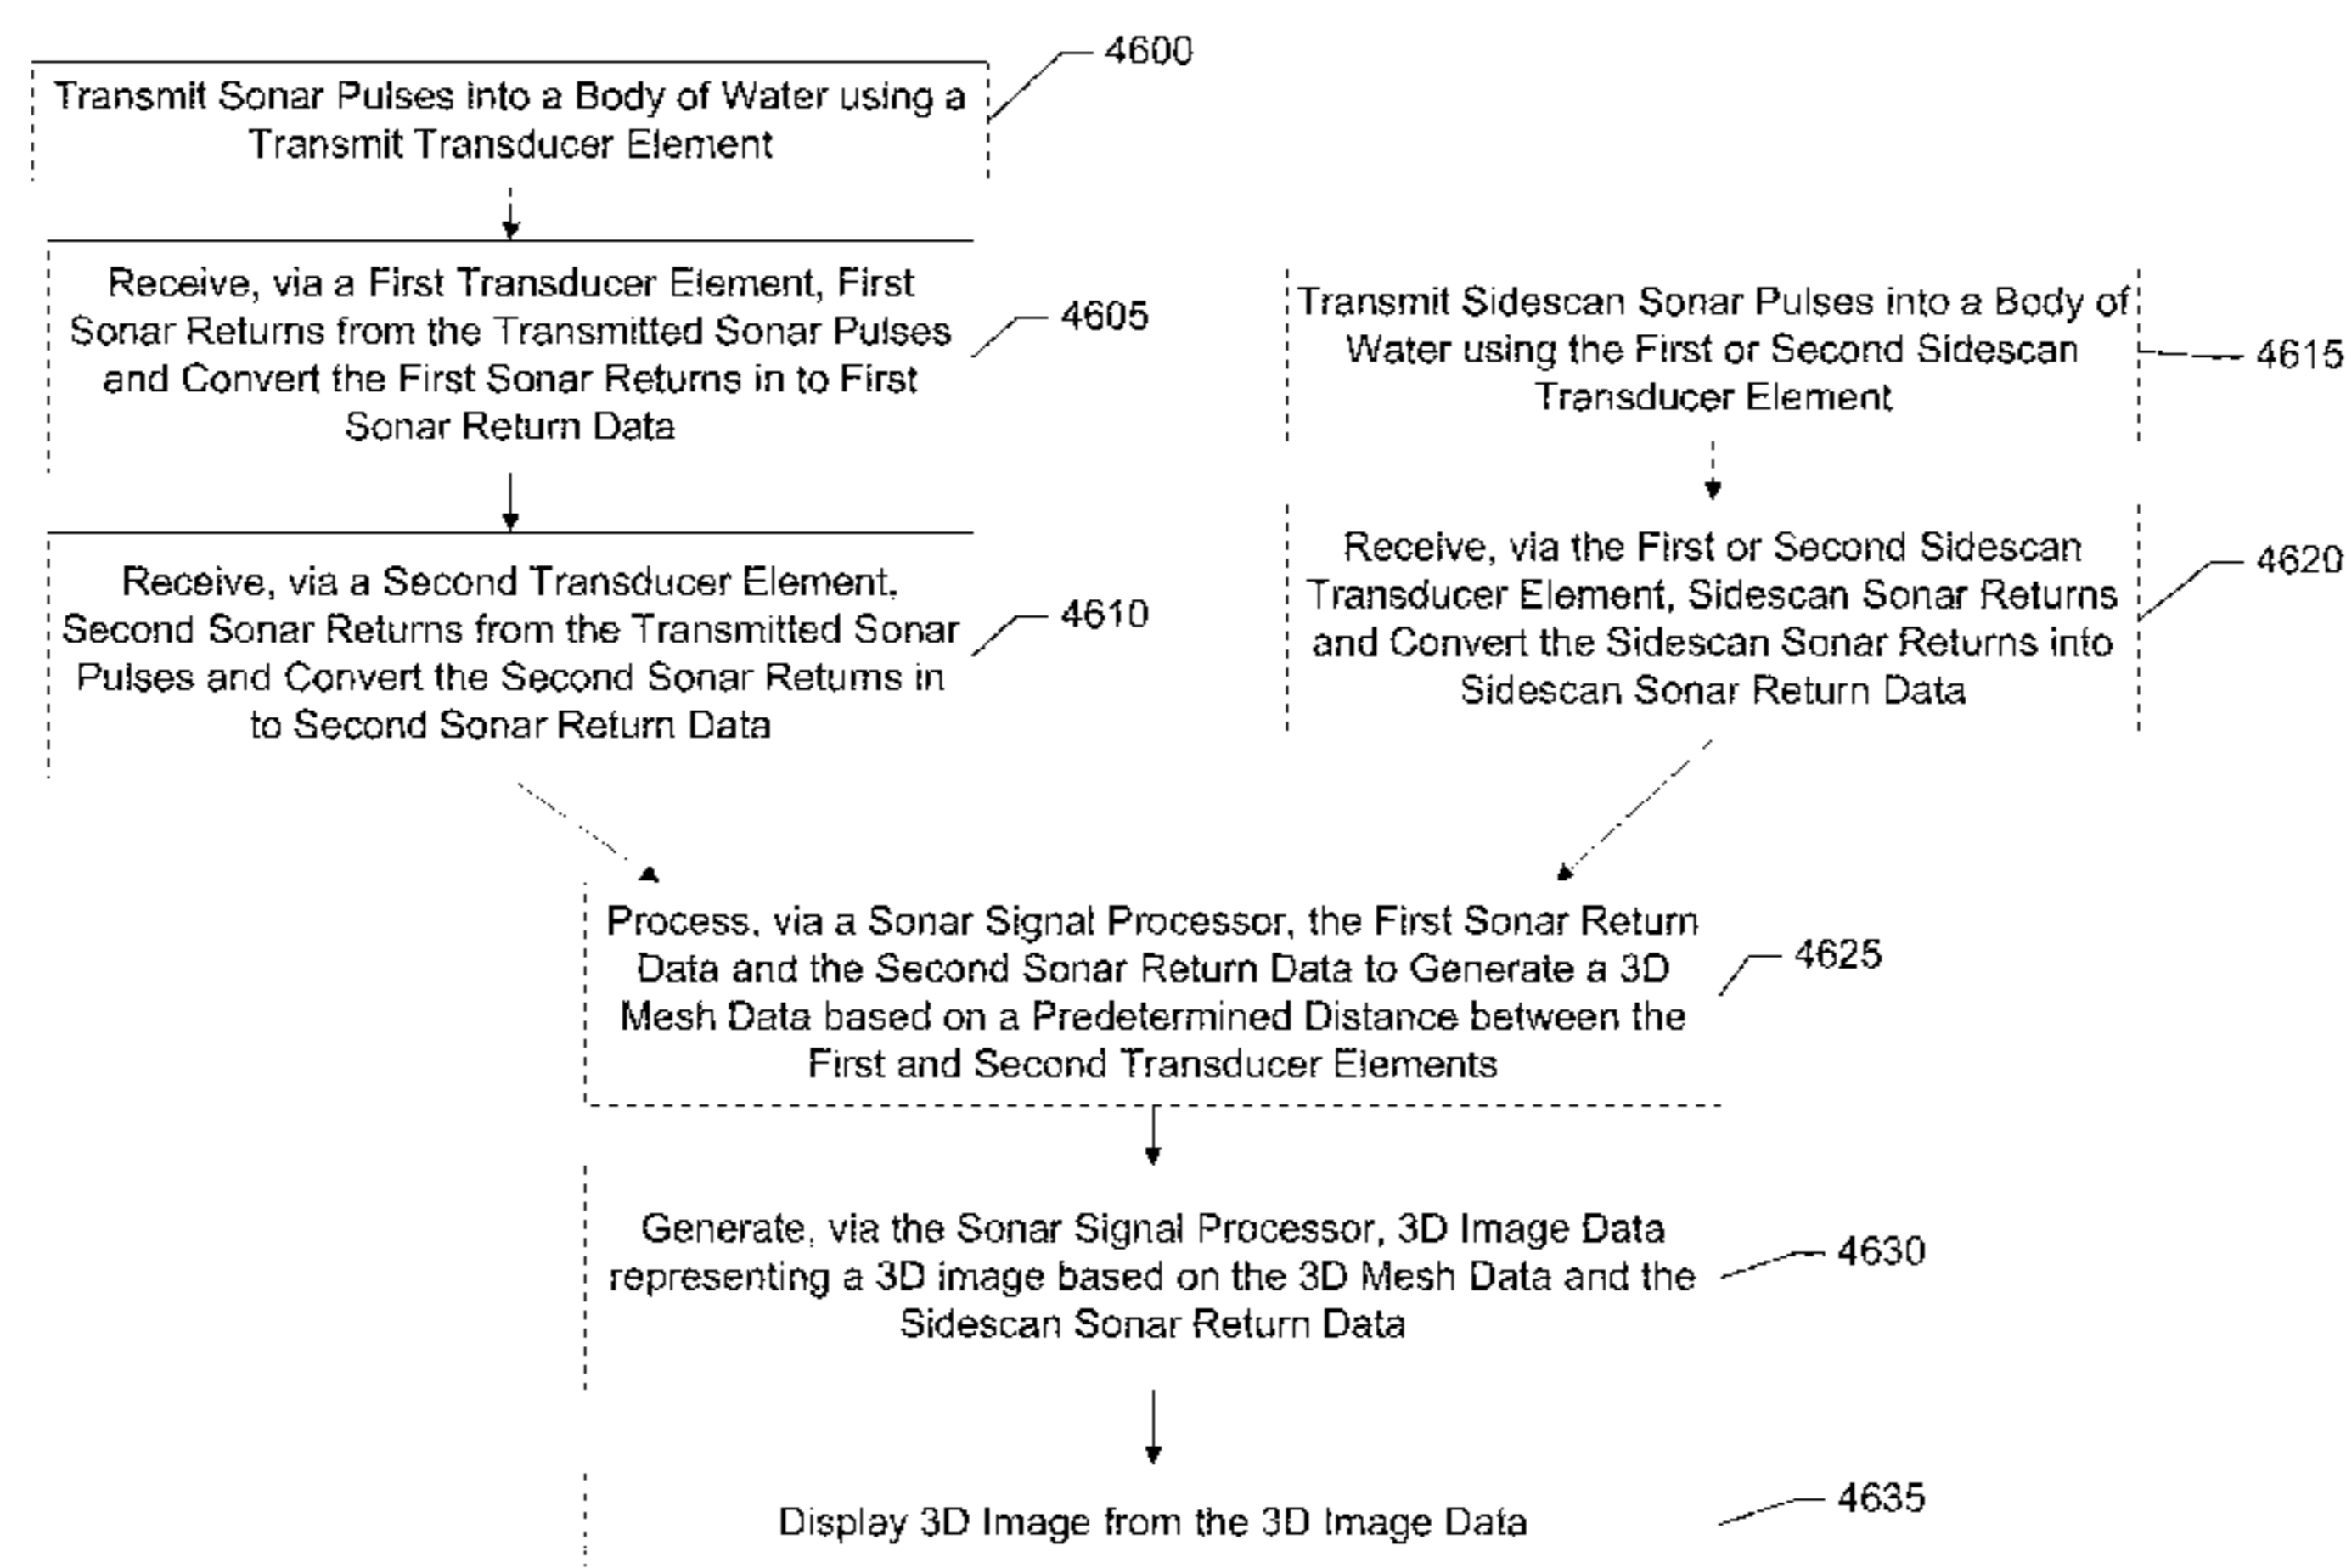 4600
Transmit Sonar Pulses into a Body of Water using a
Transmit Transducer Element
Receive, via a First Transducer Element, First
Sonar Returns from the Transmitted Sonar Pulses
and Convert the First Sonar Returns in to First
Sonar Return Data
4605
Receive, via a Second Transducer Element,
Second Sonar Returns from the Transmitted Sonar
Pulses and Convert the Second Sonar Returns in
to Second Sonar Return Data
4610
Transmit Sidescan Sonar Pulses into a Body of
Water using the First or Second Sidescan
Transducer Element
4615
Receive, via the First or Second Sidescan
Transducer Element, Sidescan Sonar Returns
and Convert the Sidescan Sonar Returns into
Sidescan Sonar Return Data
4620
Process, via a Sonar Signal Processor, the First Sonar Return
Data and the Second Sonar Return Data to Generate a 3D
Mesh Data based on a Predetermined Distance between the
First and Second Transducer Elements
4625
Generate, via the Sonar Signal Processor, 3D Image Data
representing a 3D image based on the 3D Mesh Data and the
Sidescan Sonar Return Data
4630
Display 3D Image from the 3D Image Data
4635